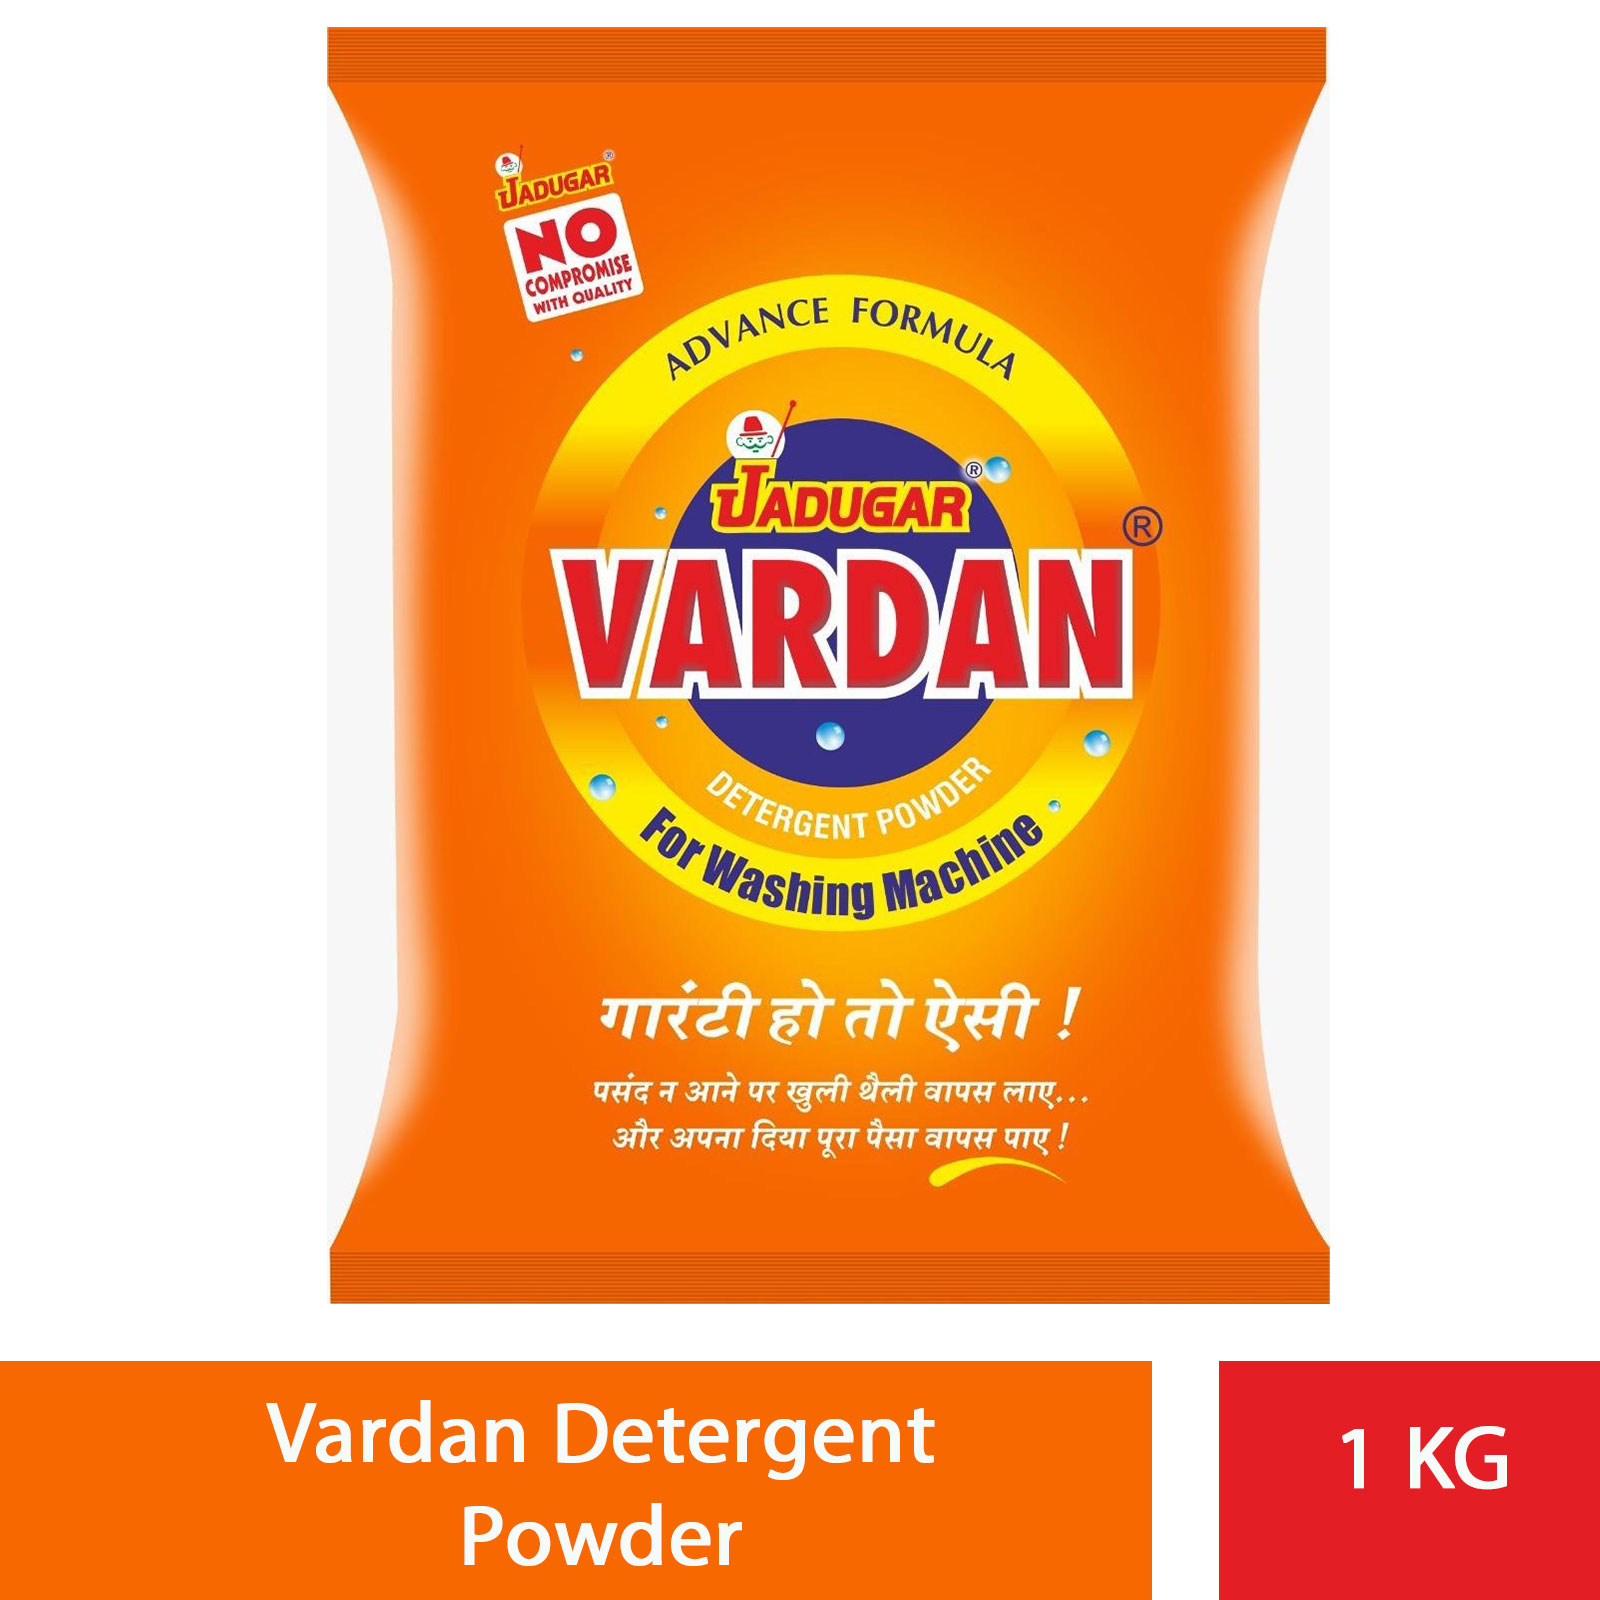 JADUGAR ®
NO
COMPROMISE
WITH QUALITY
ADVANCE FORMULA
JADUGAR ®
VARDAN ®
DETERGENT POWDER
For Washing Machine
गारंटी हो तो ऐसी !
पसंद न आने पर खुली थैली वापस लाए...
और अपना दिया पूरा पैसा वापस पाए !
Vardan Detergent
Powder
1 KG